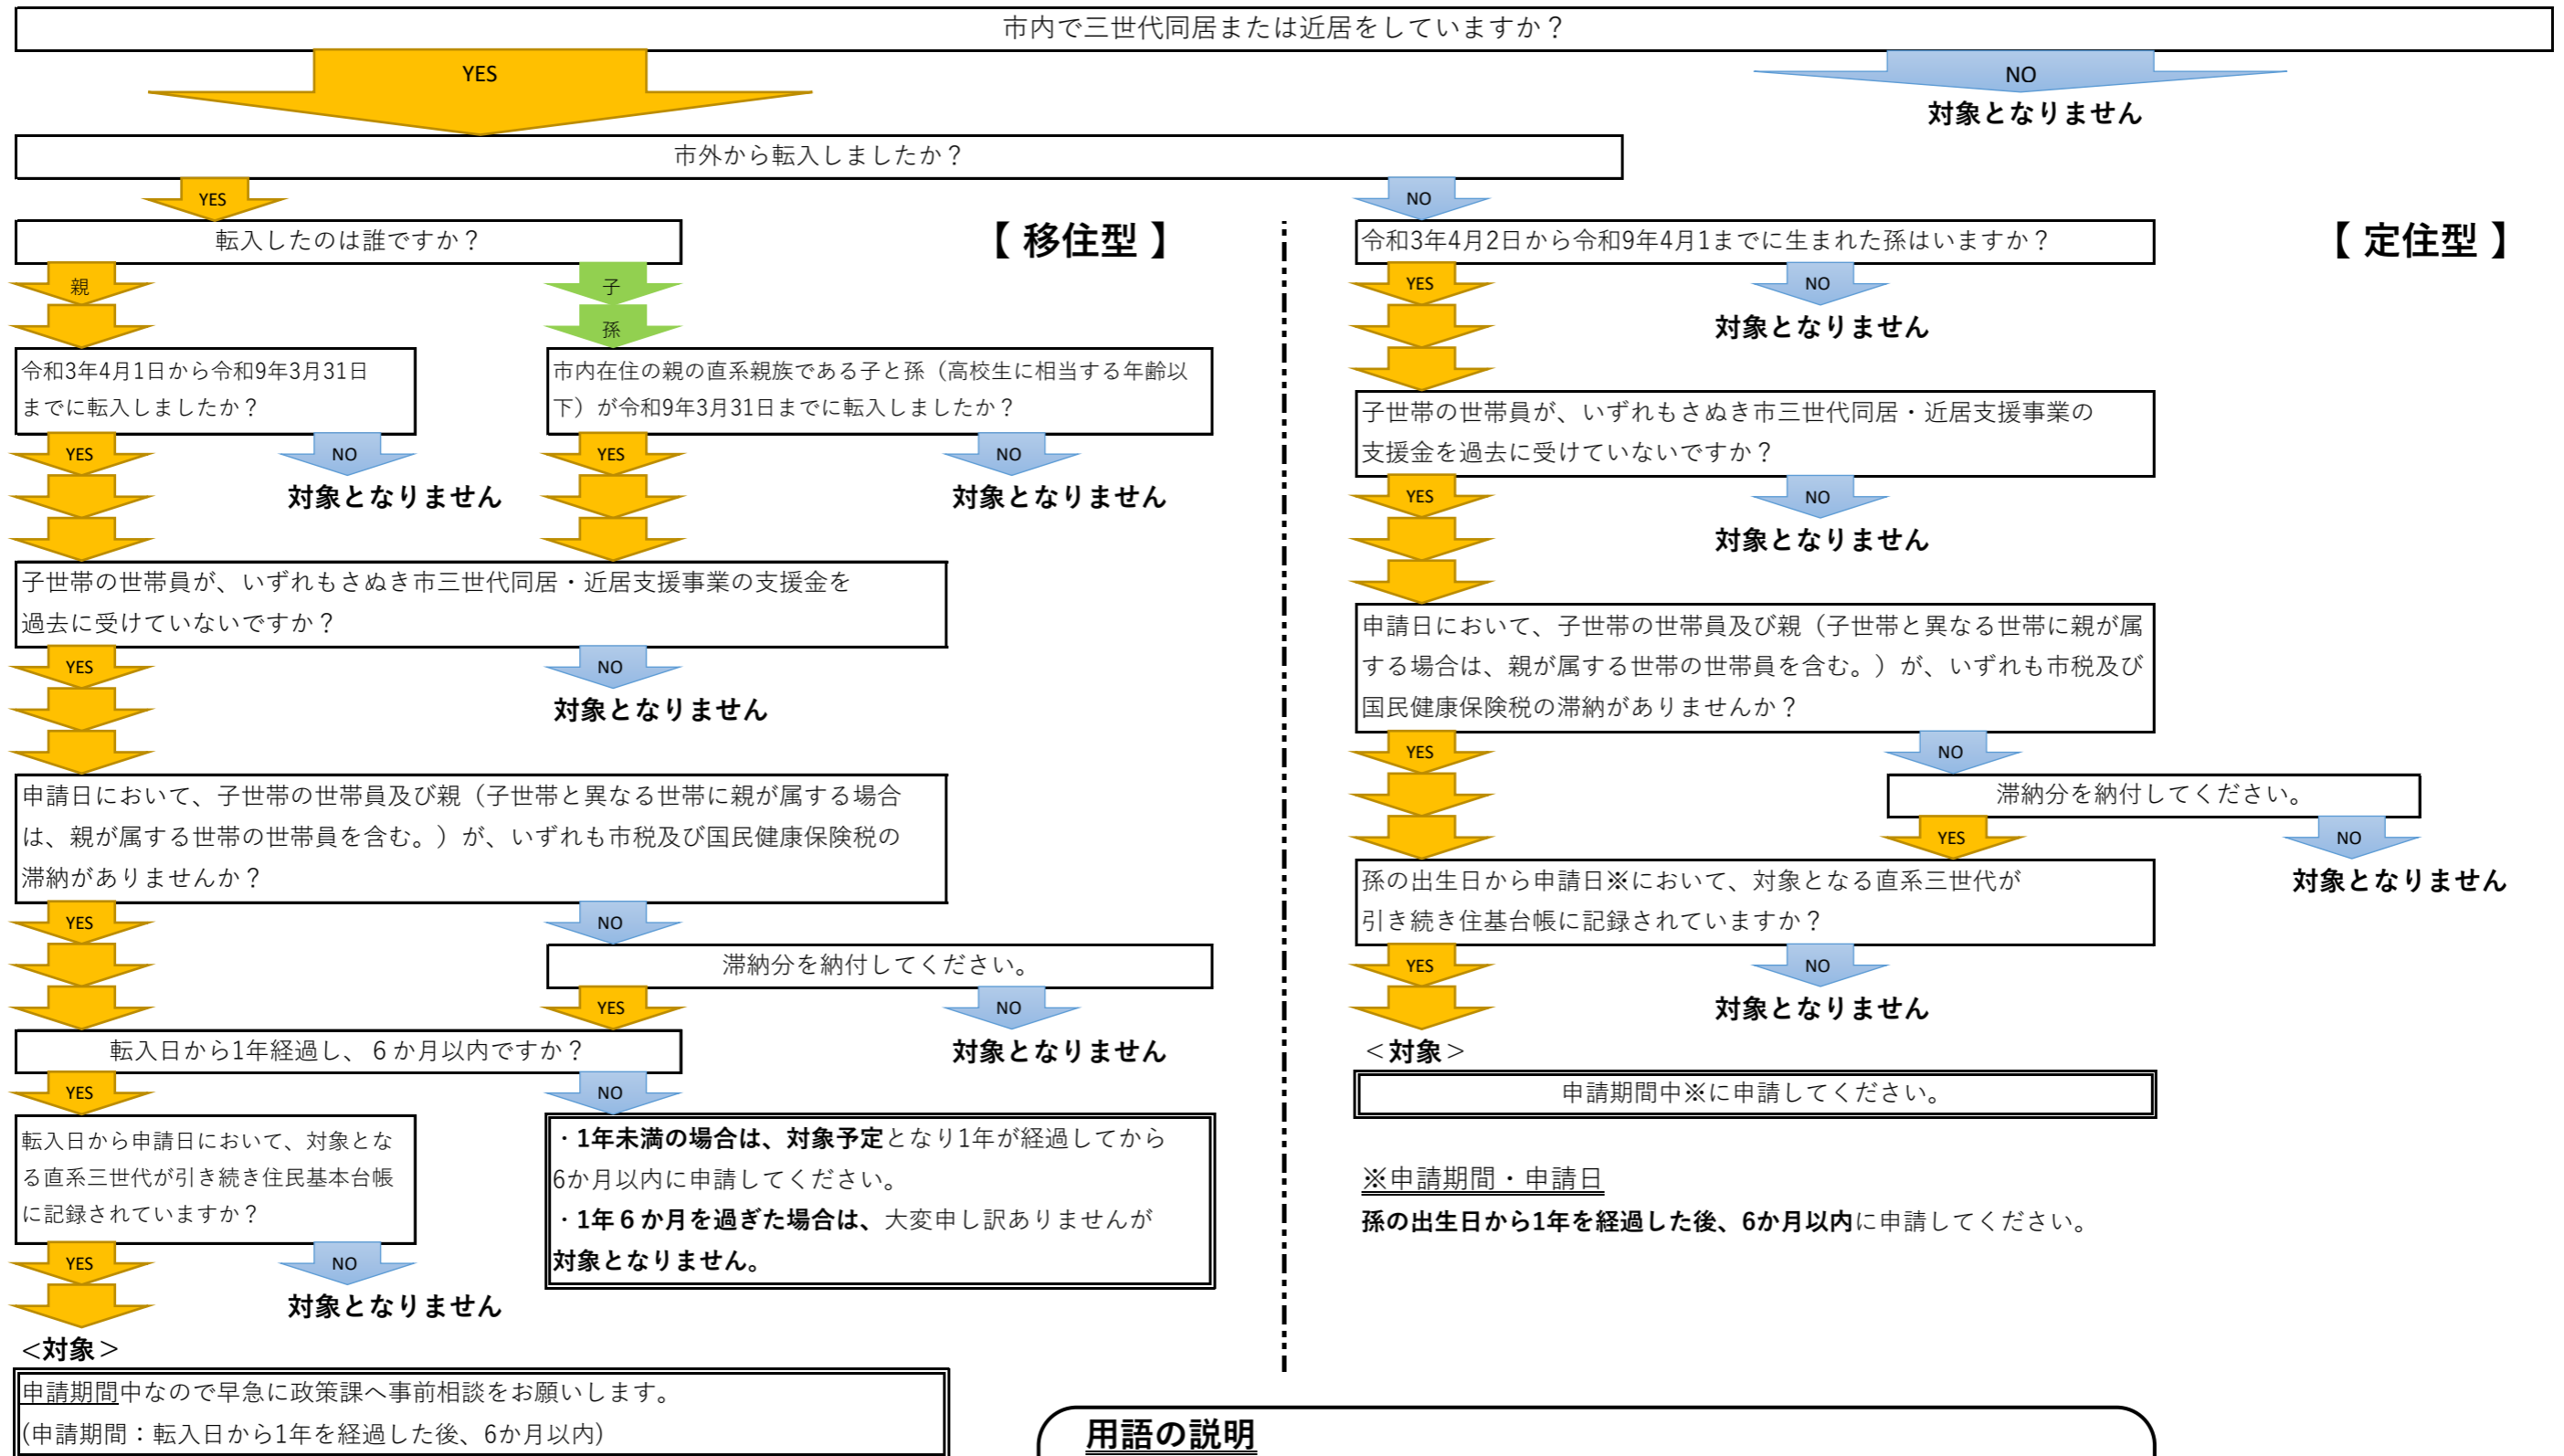 市内で三世代同居または近居をしていますか？
YES
NO
対象となりません
市外から転入しましたか？
YES
NO
転入したのは誰ですか？
【 移住型 】
親
子
孫
令和3年4月1日から令和9年3月31日
までに転入しましたか？
YES
NO
対象となりません
市内在住の親の直系親族である子と孫（高校生に相当する年齢以
下）が令和9年3月31日までに転入しましたか？
YES
NO
対象となりません
子世帯の世帯員が、いずれもさぬき市三世代同居・近居支援事業の支援金を
過去に受けていないですか？
YES
NO
対象となりません
申請日において、子世帯の世帯員及び親（子世帯と異なる世帯に親が属する場合
は、親が属する世帯の世帯員を含む。）が、いずれも市税及び国民健康保険税の
滞納がありませんか？
YES
NO
滞納分を納付してください。
YES
NO
対象となりません
転入日から1年経過し、６か月以内ですか？
YES
NO
転入日から申請日において、対象とな
る直系三世代が引き続き住民基本台帳
に記録されていますか？
YES
NO
対象となりません
・1年未満の場合は、対象予定となり1年が経過してから
6か月以内に申請してください。
・1年６か月を過ぎた場合は、大変申し訳ありませんが
対象となりません。
＜対象＞
申請期間中なので早急に政策課へ事前相談をお願いします。
(申請期間：転入日から1年を経過した後、6か月以内)
【 定住型 】
令和3年4月2日から令和9年4月1までに生まれた孫はいますか？
YES
NO
対象となりません
子世帯の世帯員が、いずれもさぬき市三世代同居・近居支援事業の
支援金を過去に受けていないですか？
YES
NO
対象となりません
申請日において、子世帯の世帯員及び親（子世帯と異なる世帯に親が属
する場合は、親が属する世帯の世帯員を含む。）が、いずれも市税及び
国民健康保険税の滞納がありませんか？
YES
NO
滞納分を納付してください。
YES
NO
対象となりません
孫の出生日から申請日※において、対象となる直系三世代が
引き続き住基台帳に記録されていますか？
YES
NO
対象となりません
＜対象＞
申請期間中※に申請してください。
※申請期間・申請日
孫の出生日から1年を経過した後、6か月以内に申請してください。
用語の説明